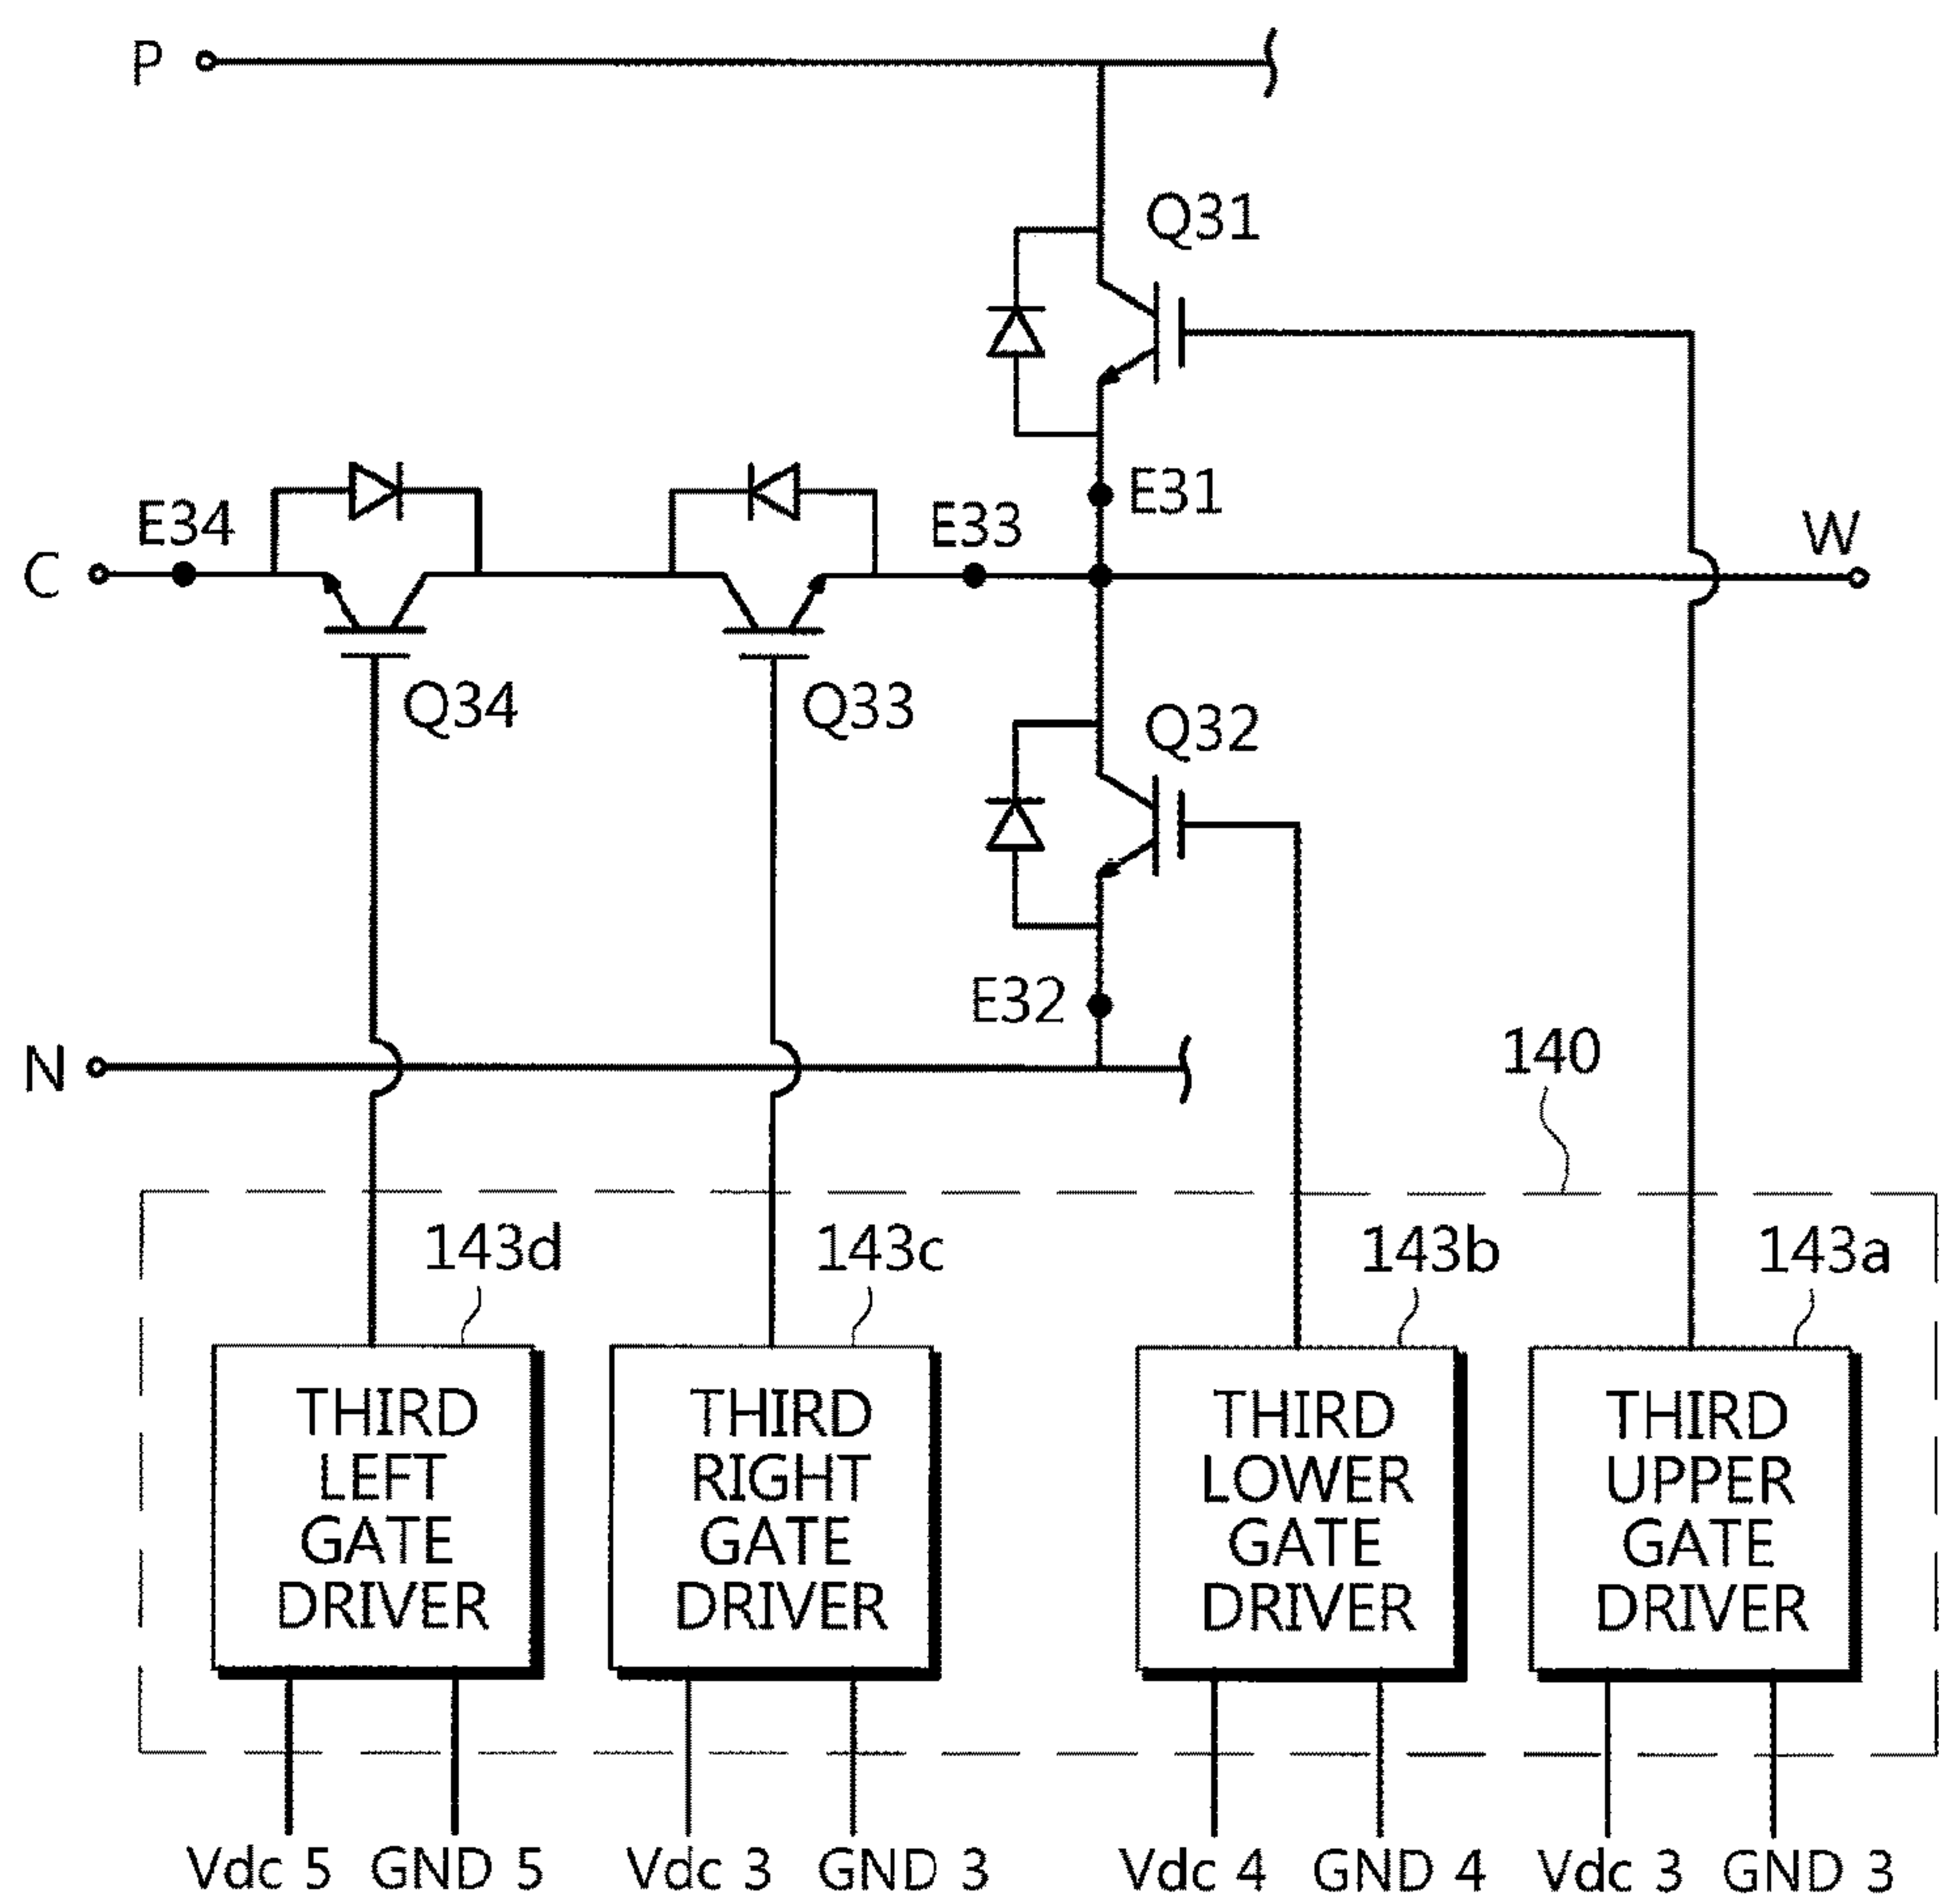 P
Q31
E34
E33
E31
W
C
Q34
Q33
Q32
E32
N
140
143d
143c
143b
143a
THIRD
LEFT
GATE
DRIVER
THIRD
RIGHT
GATE
DRIVER
THIRD
LOWER
GATE
DRIVER
THIRD
UPPER
GATE
DRIVER
Vdc 5
GND 5
Vdc 3
GND 3
Vdc 4
GND 4
Vdc 3
GND 3